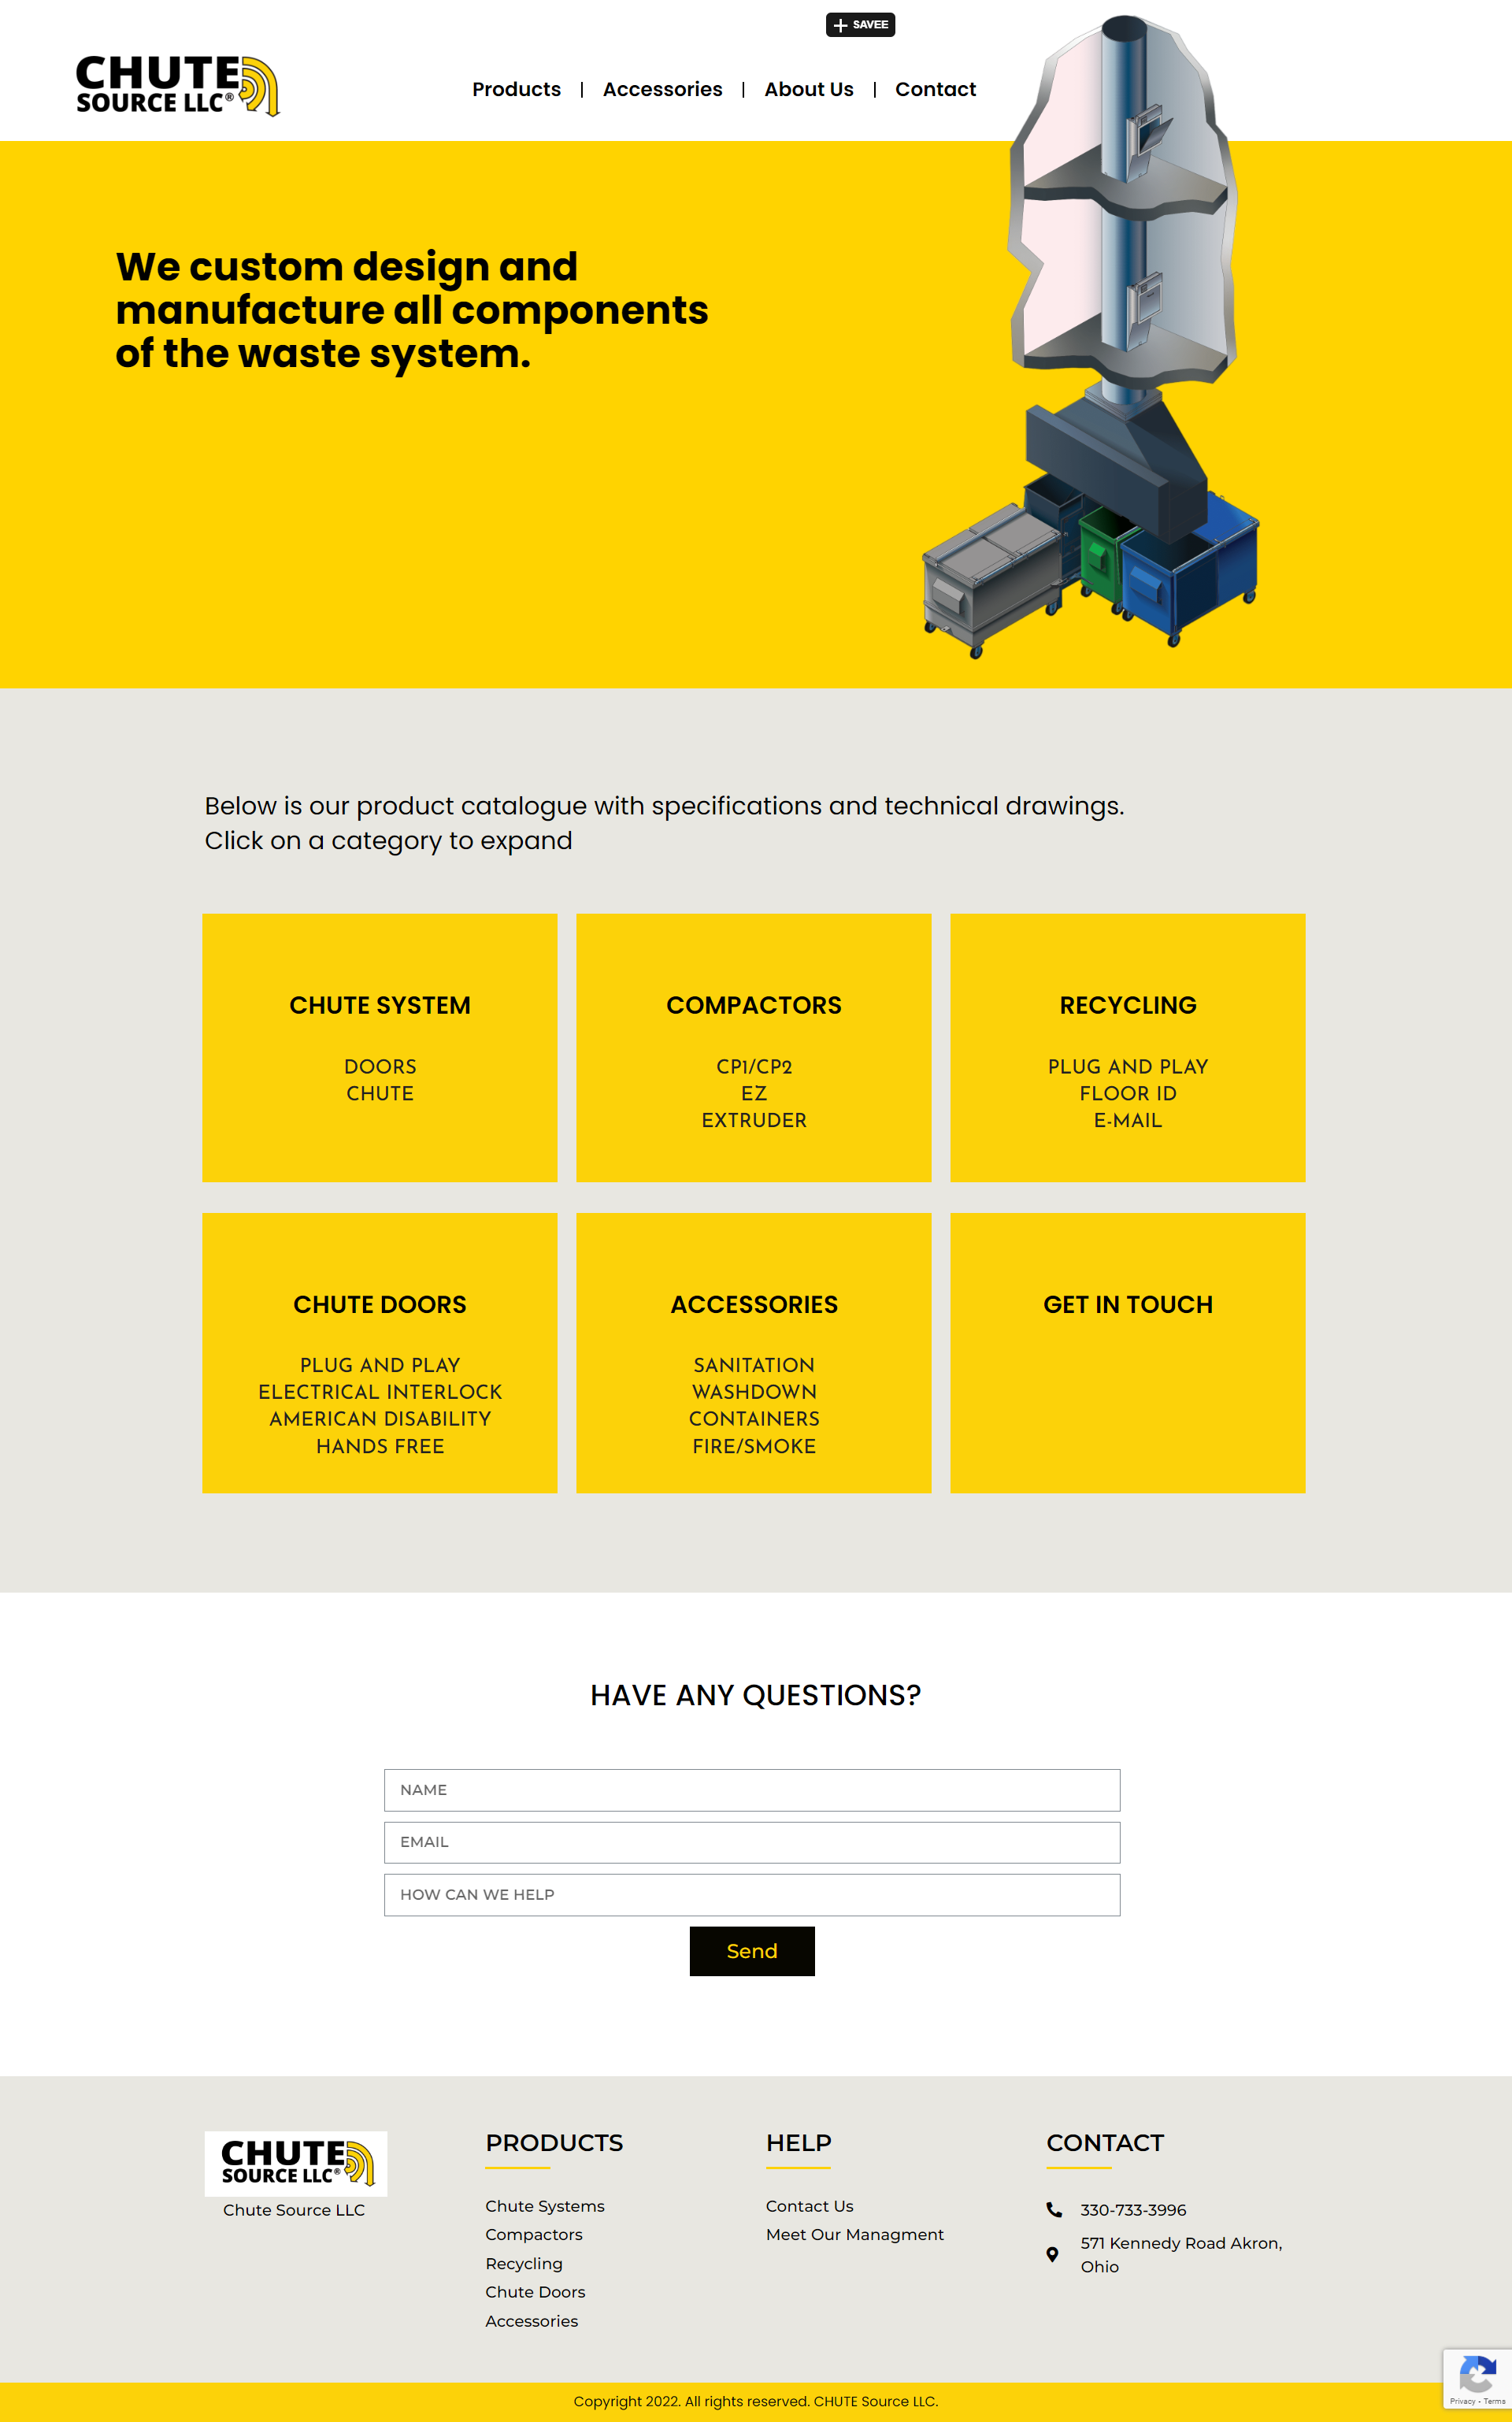 SAVEE
CHUTE
SOURCE LLC®
Products
Accessories
About Us
Contact
We custom design and
manufacture all components
of the waste system.
Below is our product catalogue with specifications and technical drawings.
Click on a category to expand
CHUTE SYSTEM
DOORS
CHUTE
COMPACTORS
CP1/CP2
EZ
EXTRUDER
RECYCLING
PLUG AND PLAY
FLOOR ID
E-MAIL
CHUTE DOORS
PLUG AND PLAY
ELECTRICAL INTERLOCK
AMERICAN DISABILITY
HANDS FREE
ACCESSORIES
SANITATION
WASHDOWN
CONTAINERS
FIRE/SMOKE
GET IN TOUCH
HAVE ANY QUESTIONS?
NAME
EMAIL
HOW CAN WE HELP
Send
CHUTE
SOURCE LLC®
Chute Source LLC
PRODUCTS
Chute Systems
Compactors
Recycling
Chute Doors
Accessories
HELP
Contact Us
Meet Our Managment
CONTACT
330-733-3996
571 Kennedy Road Akron,
Ohio
Copyright 2022. All rights reserved. CHUTE Source LLC.
Privacy - Terms